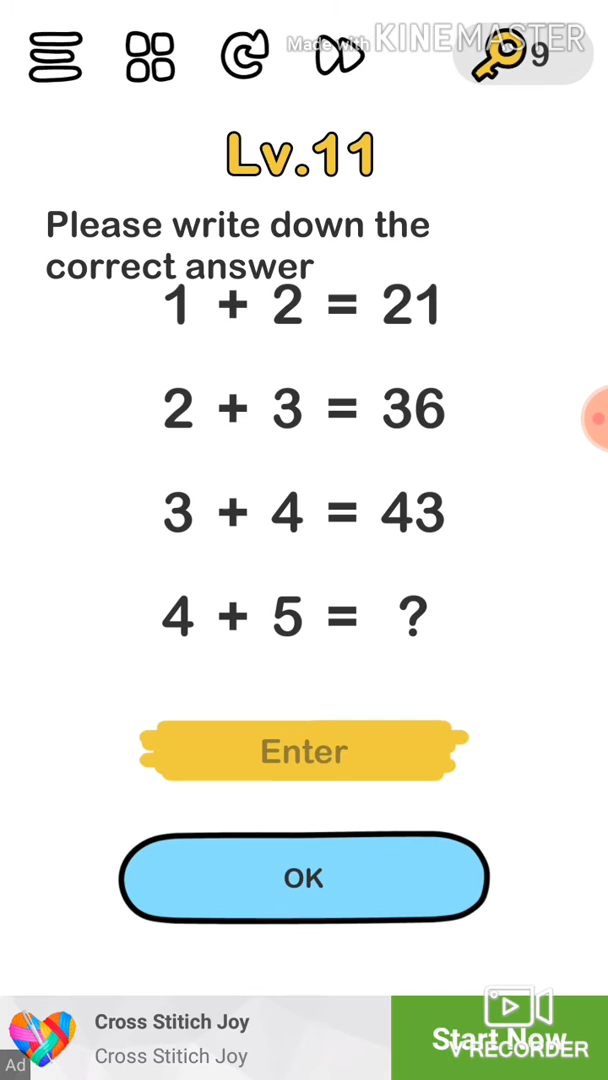 Made with KINEMASTER
9
Lv.11
Please write down the
correct answer
1 + 2 = 21
2 + 3 = 36
3 + 4 = 43
4 + 5 = ?
Enter
OK
Cross Stitich Joy
Cross Stitich Joy
Ad
Start Now
V RECORDER